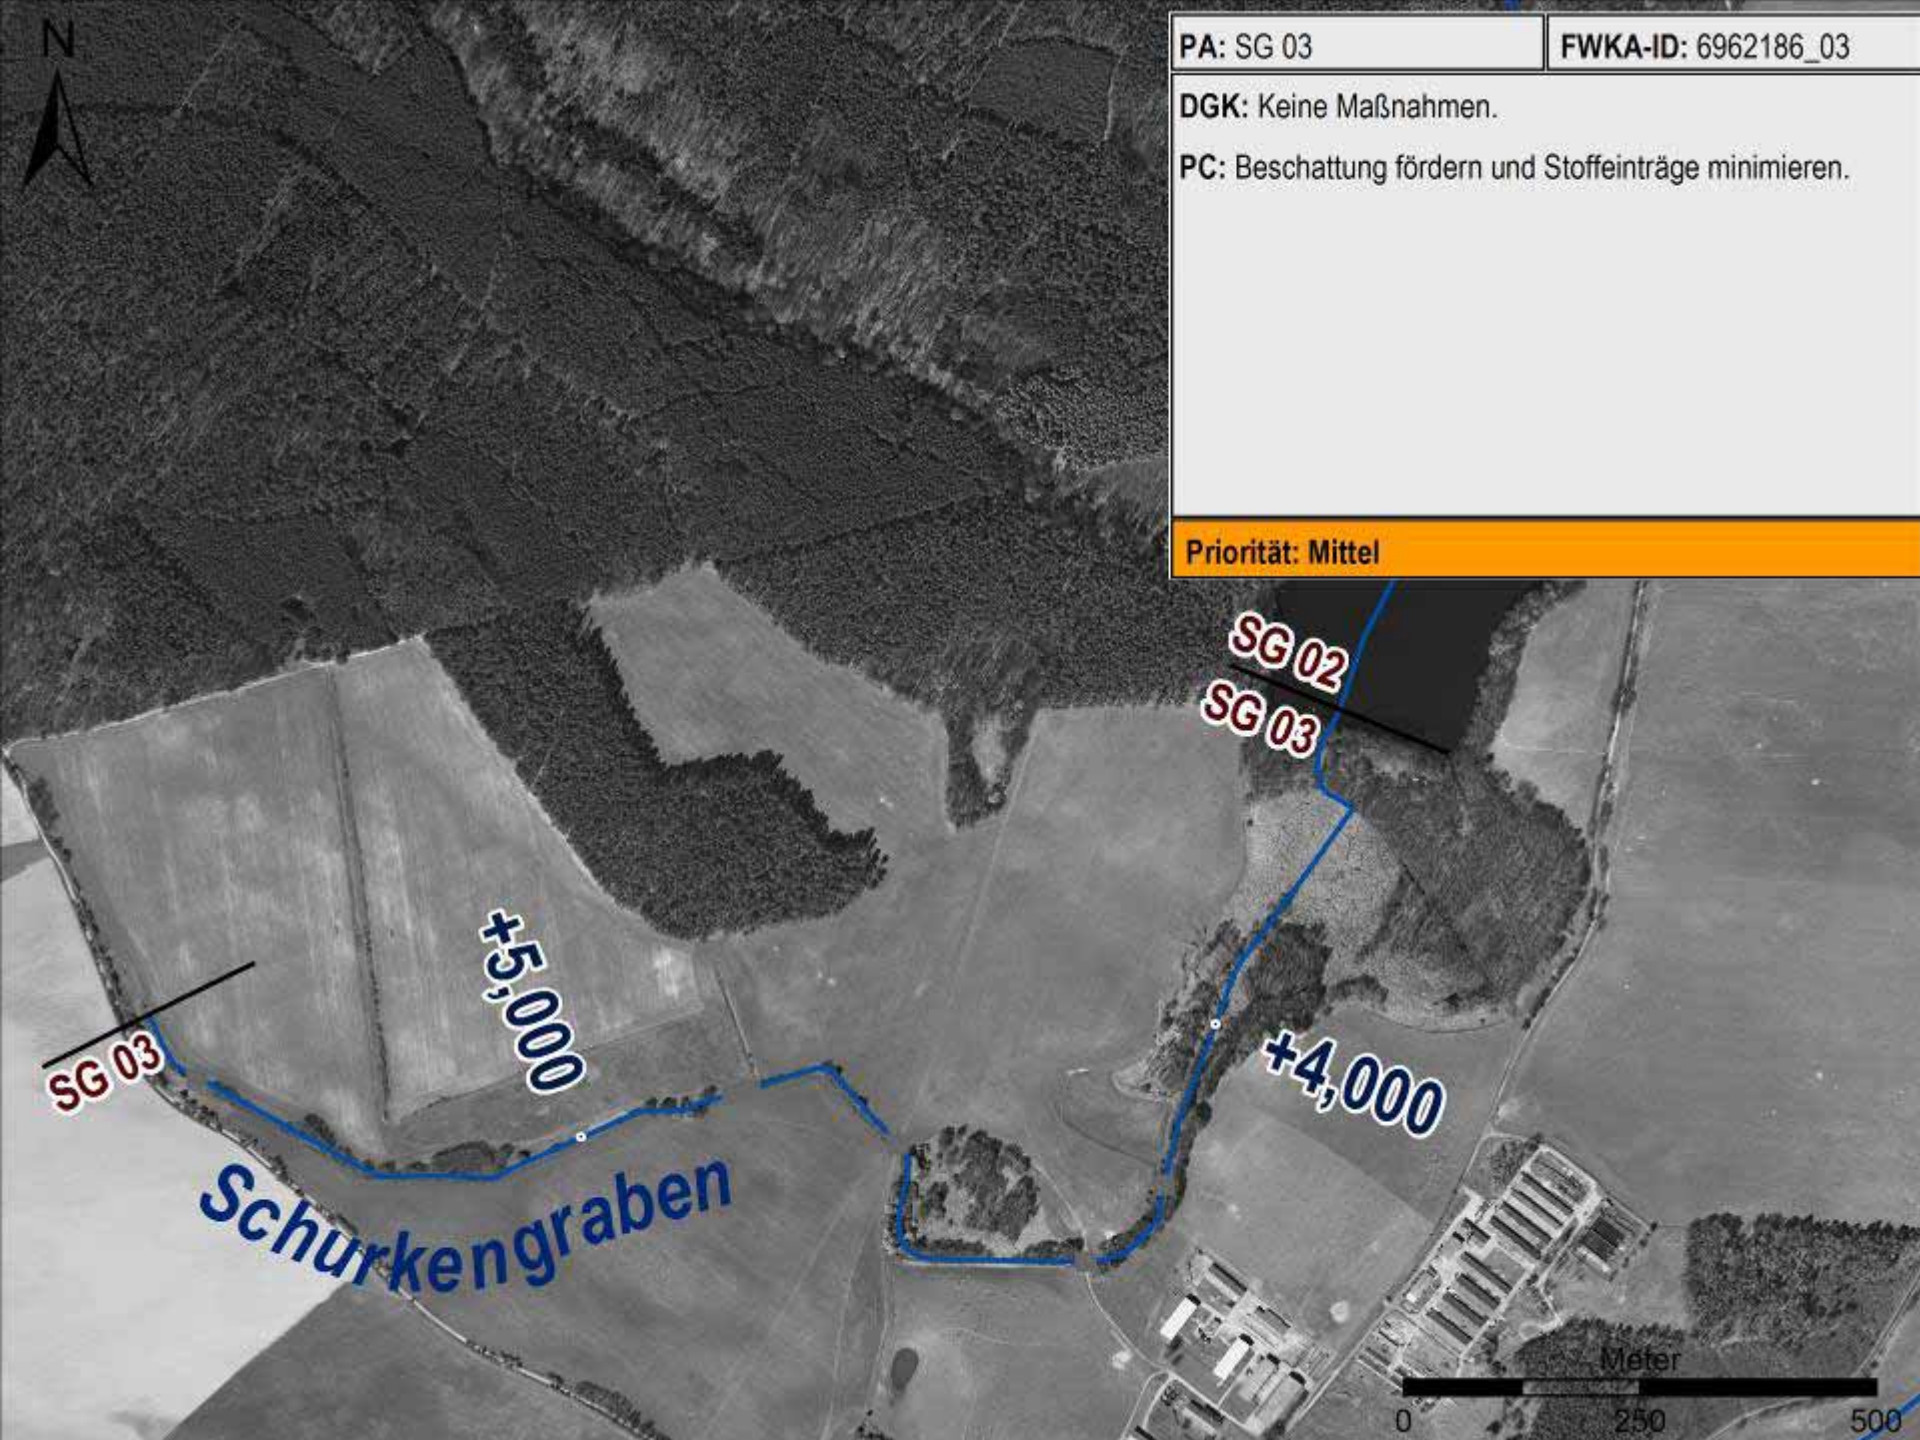 N
PA: SG 03
FWKA-ID: 6962186_03
DGK: Keine Maßnahmen.
PC: Beschattung fördern und Stoffeinträge minimieren.
Priorität: Mittel
SG 02
SG 03
+5,000
+4,000
SG 03
Schurkengraben
Meter
0 250 500